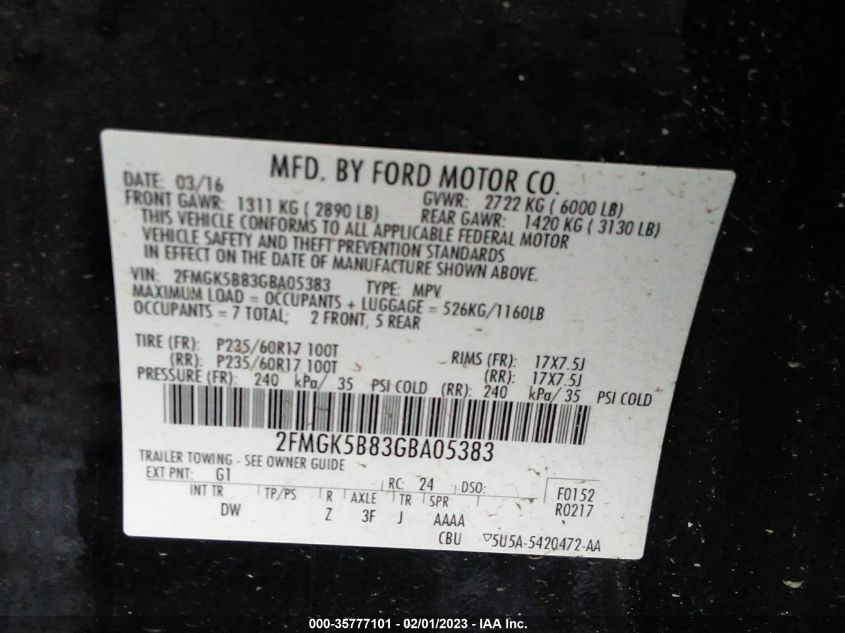 MFD. BY FORD MOTOR CO.
DATE: 03/16 GVWR: 2722 KG ( 6000 LB)
FRONT GAWR: 1311 KG ( 2890 LB) REAR GAWR: 1420 KG ( 3130 LB)
THIS VEHICLE CONFORMS TO ALL APPLICABLE FEDERAL MOTOR
VEHICLE SAFETY AND THEFT PREVENTION STANDARDS
IN EFFECT ON THE DATE OF MANUFACTURE SHOWN ABOVE.
VIN: 2FMGK5B83GBA05383 TYPE: MPV
MAXIMUM LOAD = OCCUPANTS + LUGGAGE = 526KG/1160LB
OCCUPANTS = 7 TOTAL; 2 FRONT, 5 REAR
TIRE (FR): P235/60R17 100T RIMS (FR): 17X7.5J
(RR): P235/60R17 100T (RR): 17X7.5J
PRESSURE (FR): 240 kPa/ 35 PSI COLD (RR): 240 kPa/ 35 PSI COLD
2FMGK5B83GBA05383
TRAILER TOWING - SEE OWNER GUIDE
EXT PNT: G1 RC: 24 DSO: F0152
INT TR TP/PS R AXLE TR SPR R0217
DW Z 3F J AAAA
CBU ▽5U5A-5420472-AA
000-35777101 - 02/01/2023 - IAA Inc.